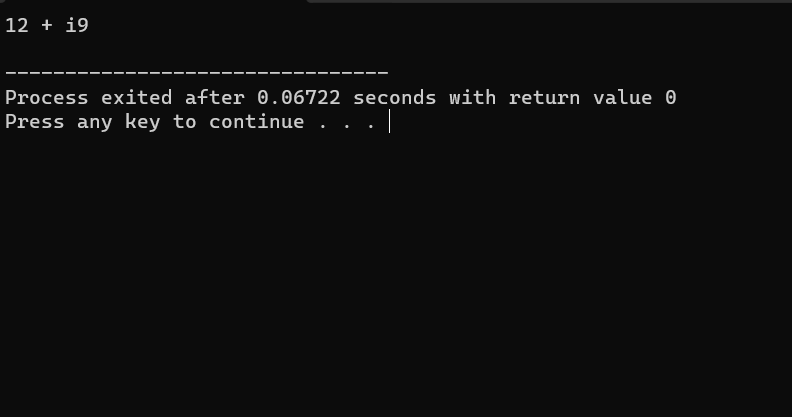 12 + i9
--------------------------------
Process exited after 0.06722 seconds with return value 0
Press any key to continue . . .